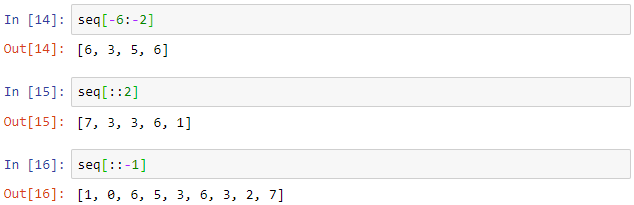 In [14]: seq[-6:-2]
Out[14]: [6, 3, 5, 6]
In [15]: seq[::2]
Out[15]: [7, 3, 3, 6, 1]
In [16]: seq[::-1]
Out[16]: [1, 0, 6, 5, 3, 6, 3, 2, 7]